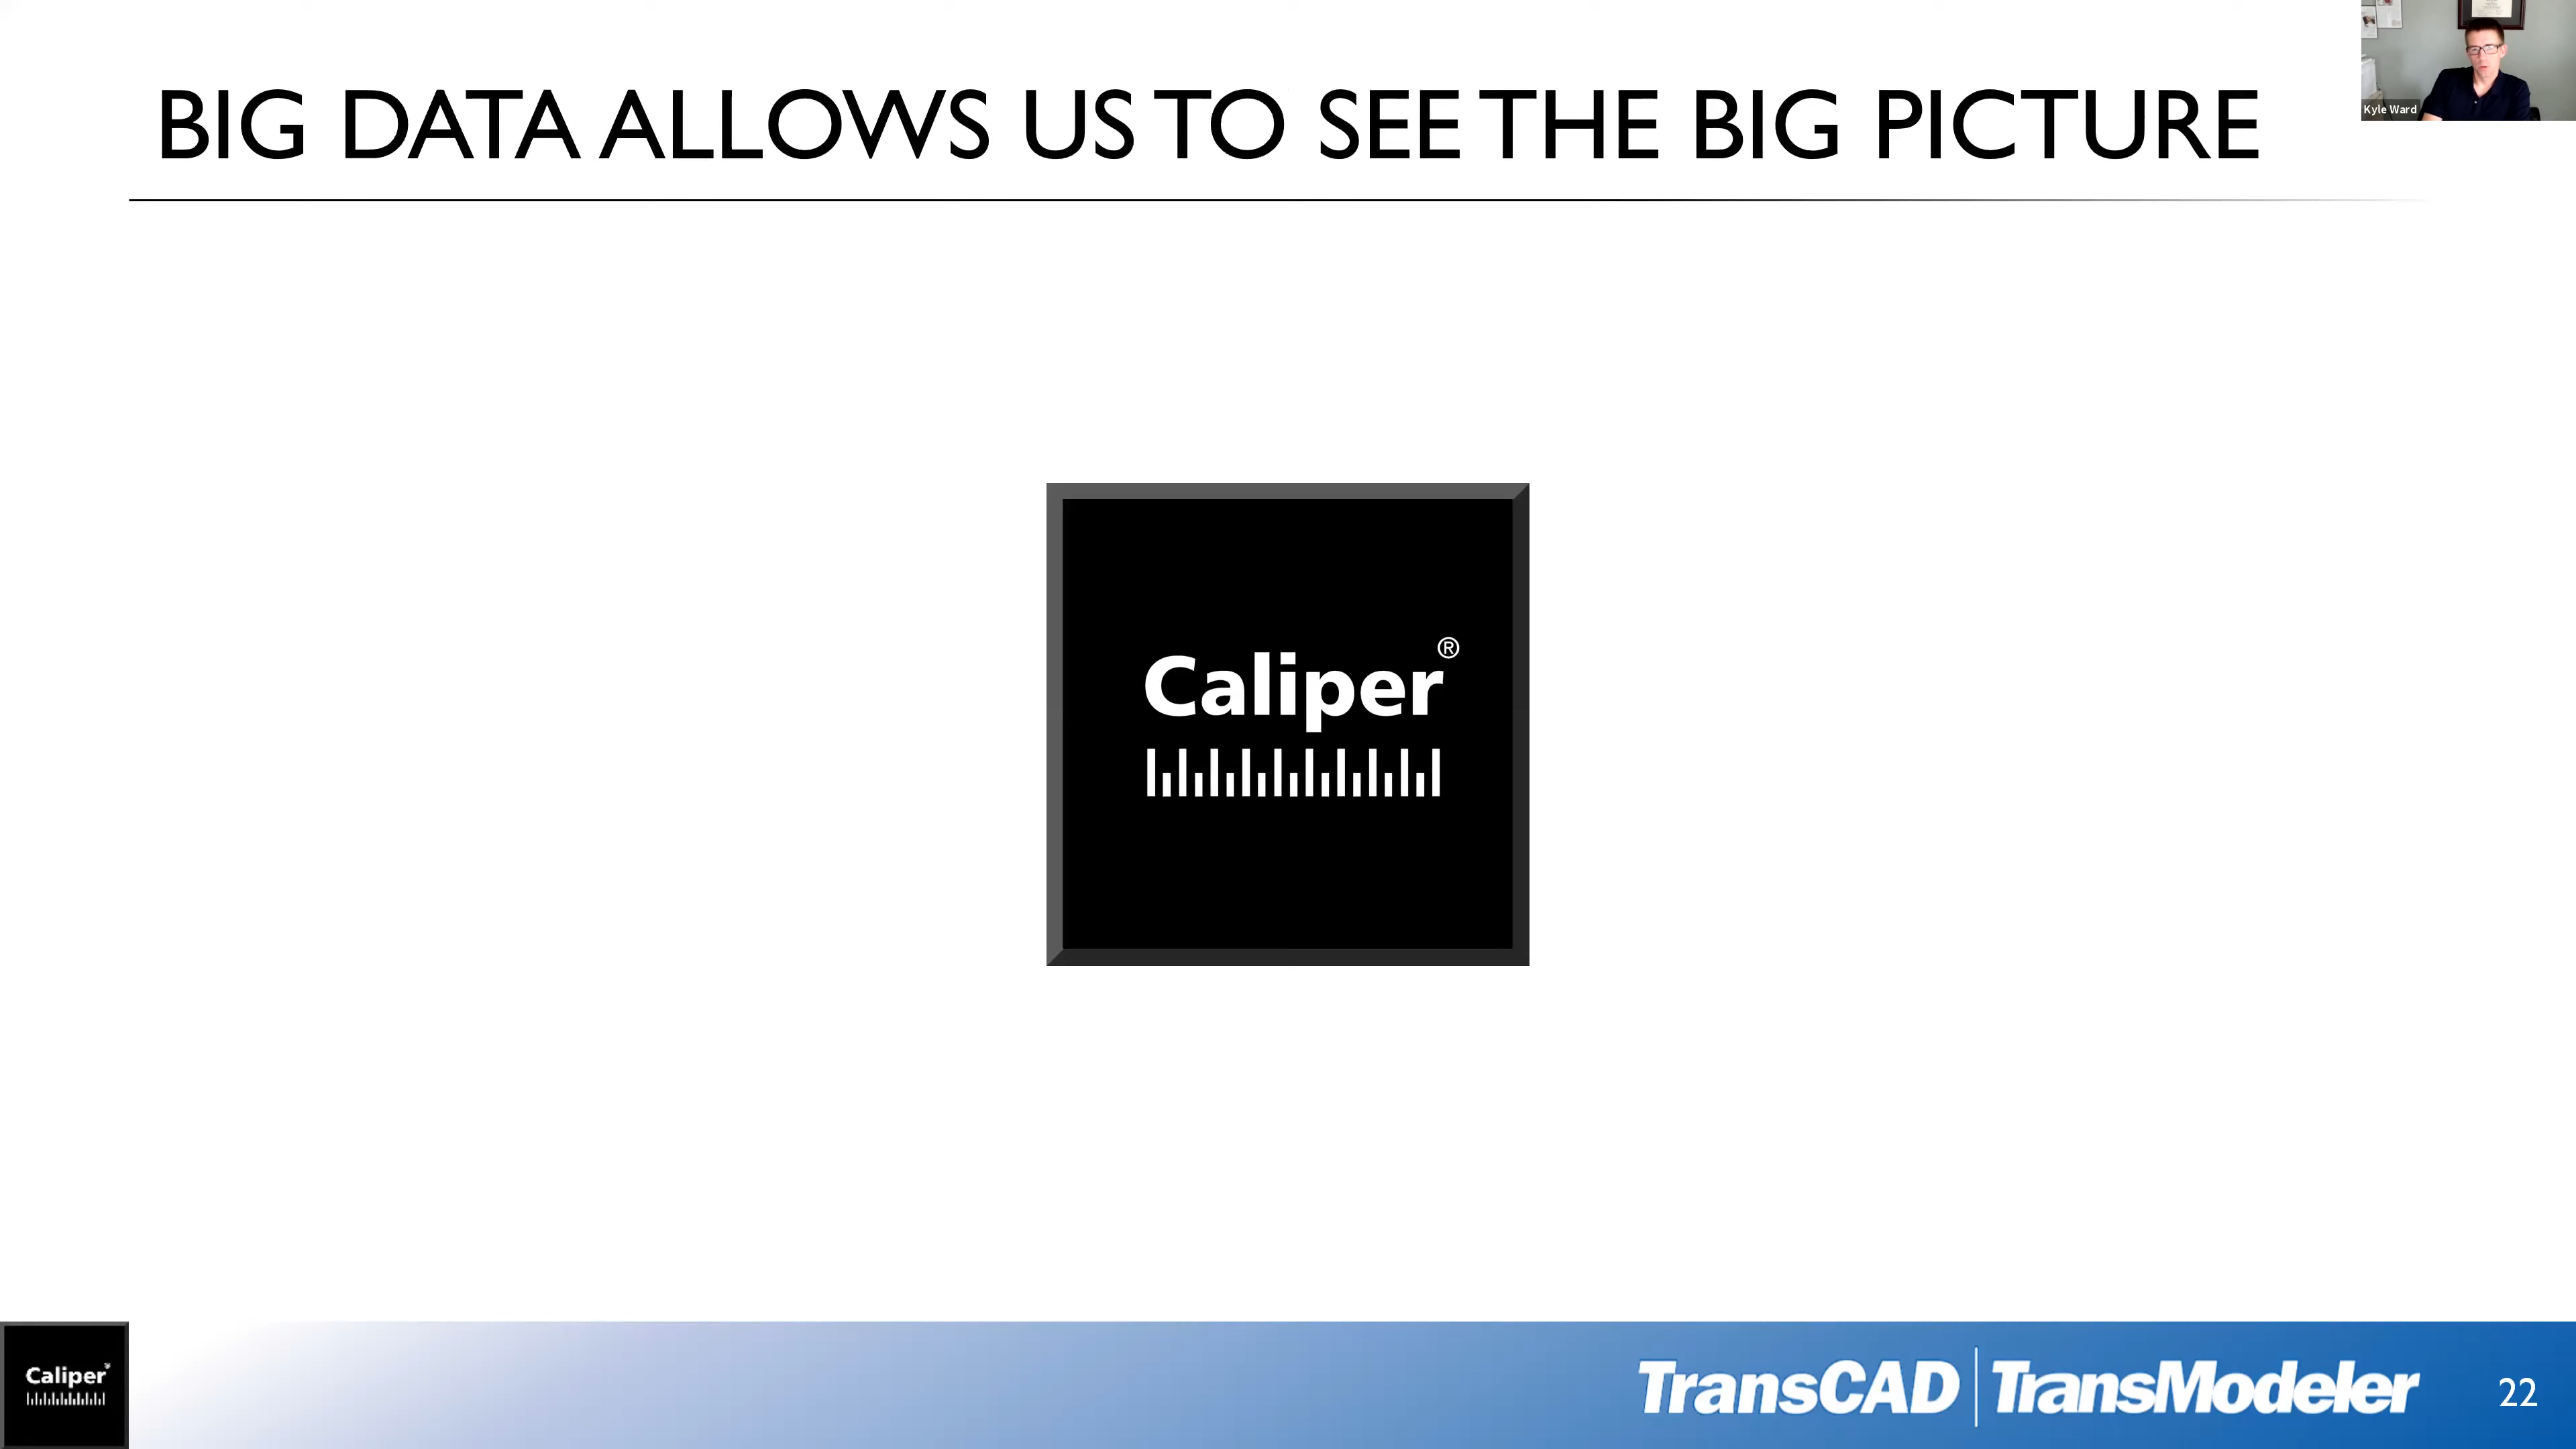 BIG DATA ALLOWS US TO SEE THE BIG PICTURE
Kyle Ward
Caliper®
Caliper
TransCAD | TransModeler
22